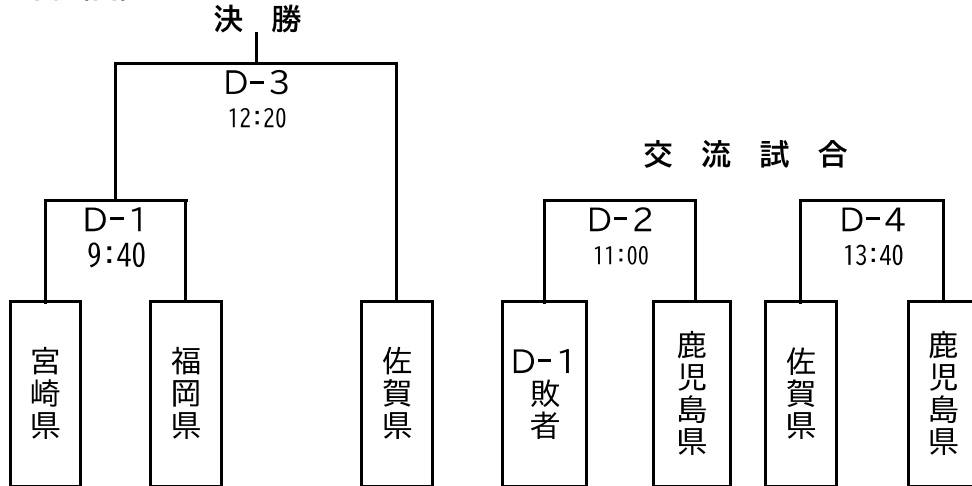 決 勝
D-3
12:20
交 流 試 合
D-1
9:40
D-2
11:00
D-4
13:40
宮崎県
福岡県
佐賀県
D-1
敗者
鹿児島県
佐賀県
鹿児島県